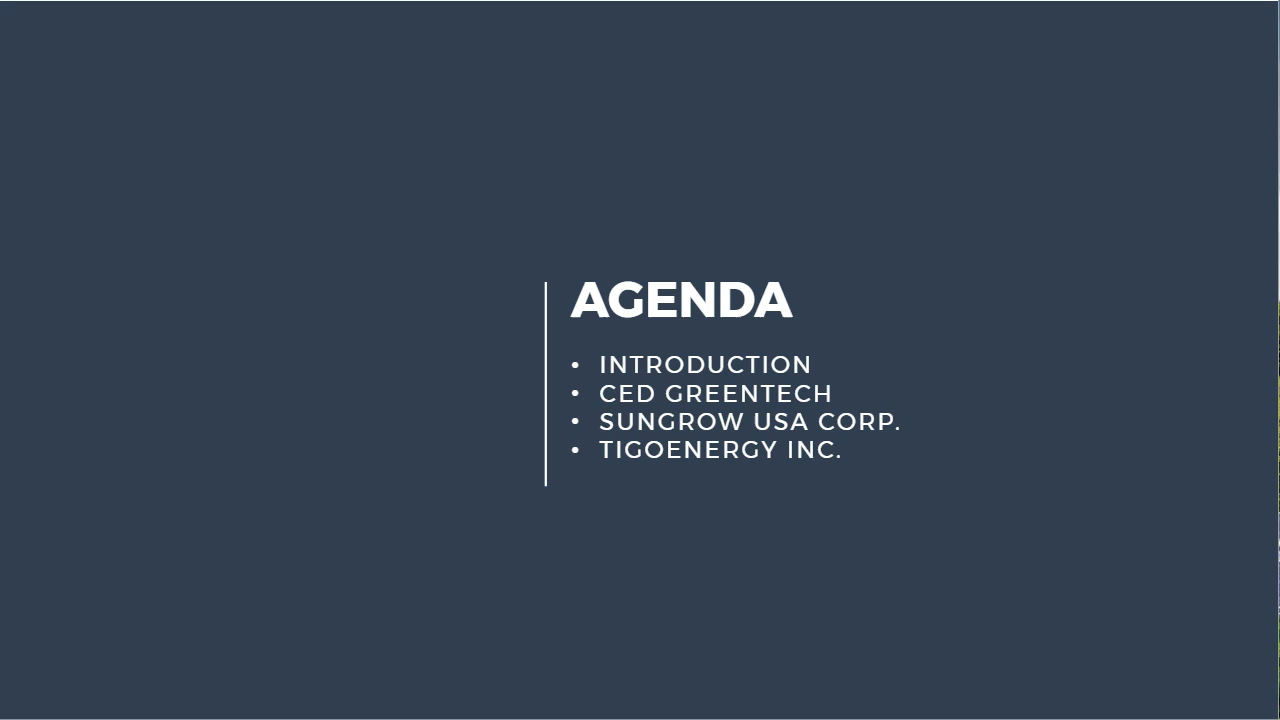 AGENDA
• INTRODUCTION
• CED GREENTECH
• SUNGROW USA CORP.
• TIGOENERGY INC.